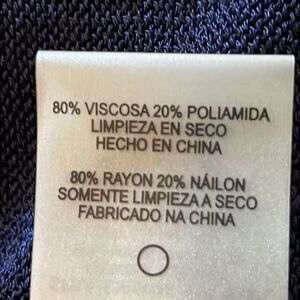 80% VISCOSA 20% POLIAMIDA
LIMPIEZA EN SECO
HECHO EN CHINA
80% RAYON 20% NÁILON
SOMENTE LIMPIEZA A SECO
FABRICADO NA CHINA